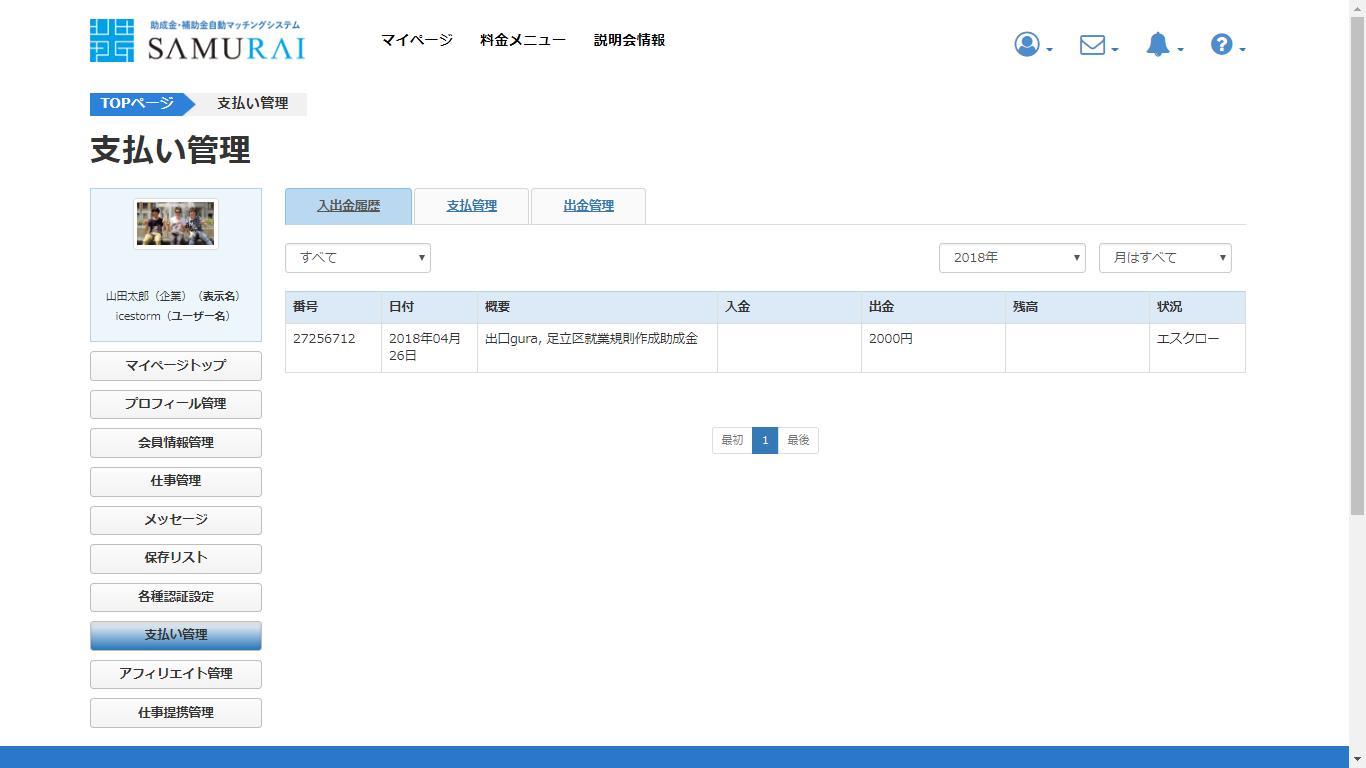 助成金・補助金自動マッチングシステム
SAMURAI
マイページ 料金メニュー 説明会情報
TOPページ 支払い管理
支払い管理
入出金履歴 支払管理 出金管理
すべて 2018年 月はすべて
番号 日付 概要 入金 出金 残高 状況
27256712 2018年04月 出口gura, 足立区就業規則作成助成金 2000円 エスクロー
26日
最初 1 最後
山田太郎（企業）（表示名）
icestorm（ユーザー名）
マイページトップ
プロフィール管理
会員情報管理
仕事管理
メッセージ
保存リスト
各種認証設定
支払い管理
アフィリエイト管理
仕事提携管理